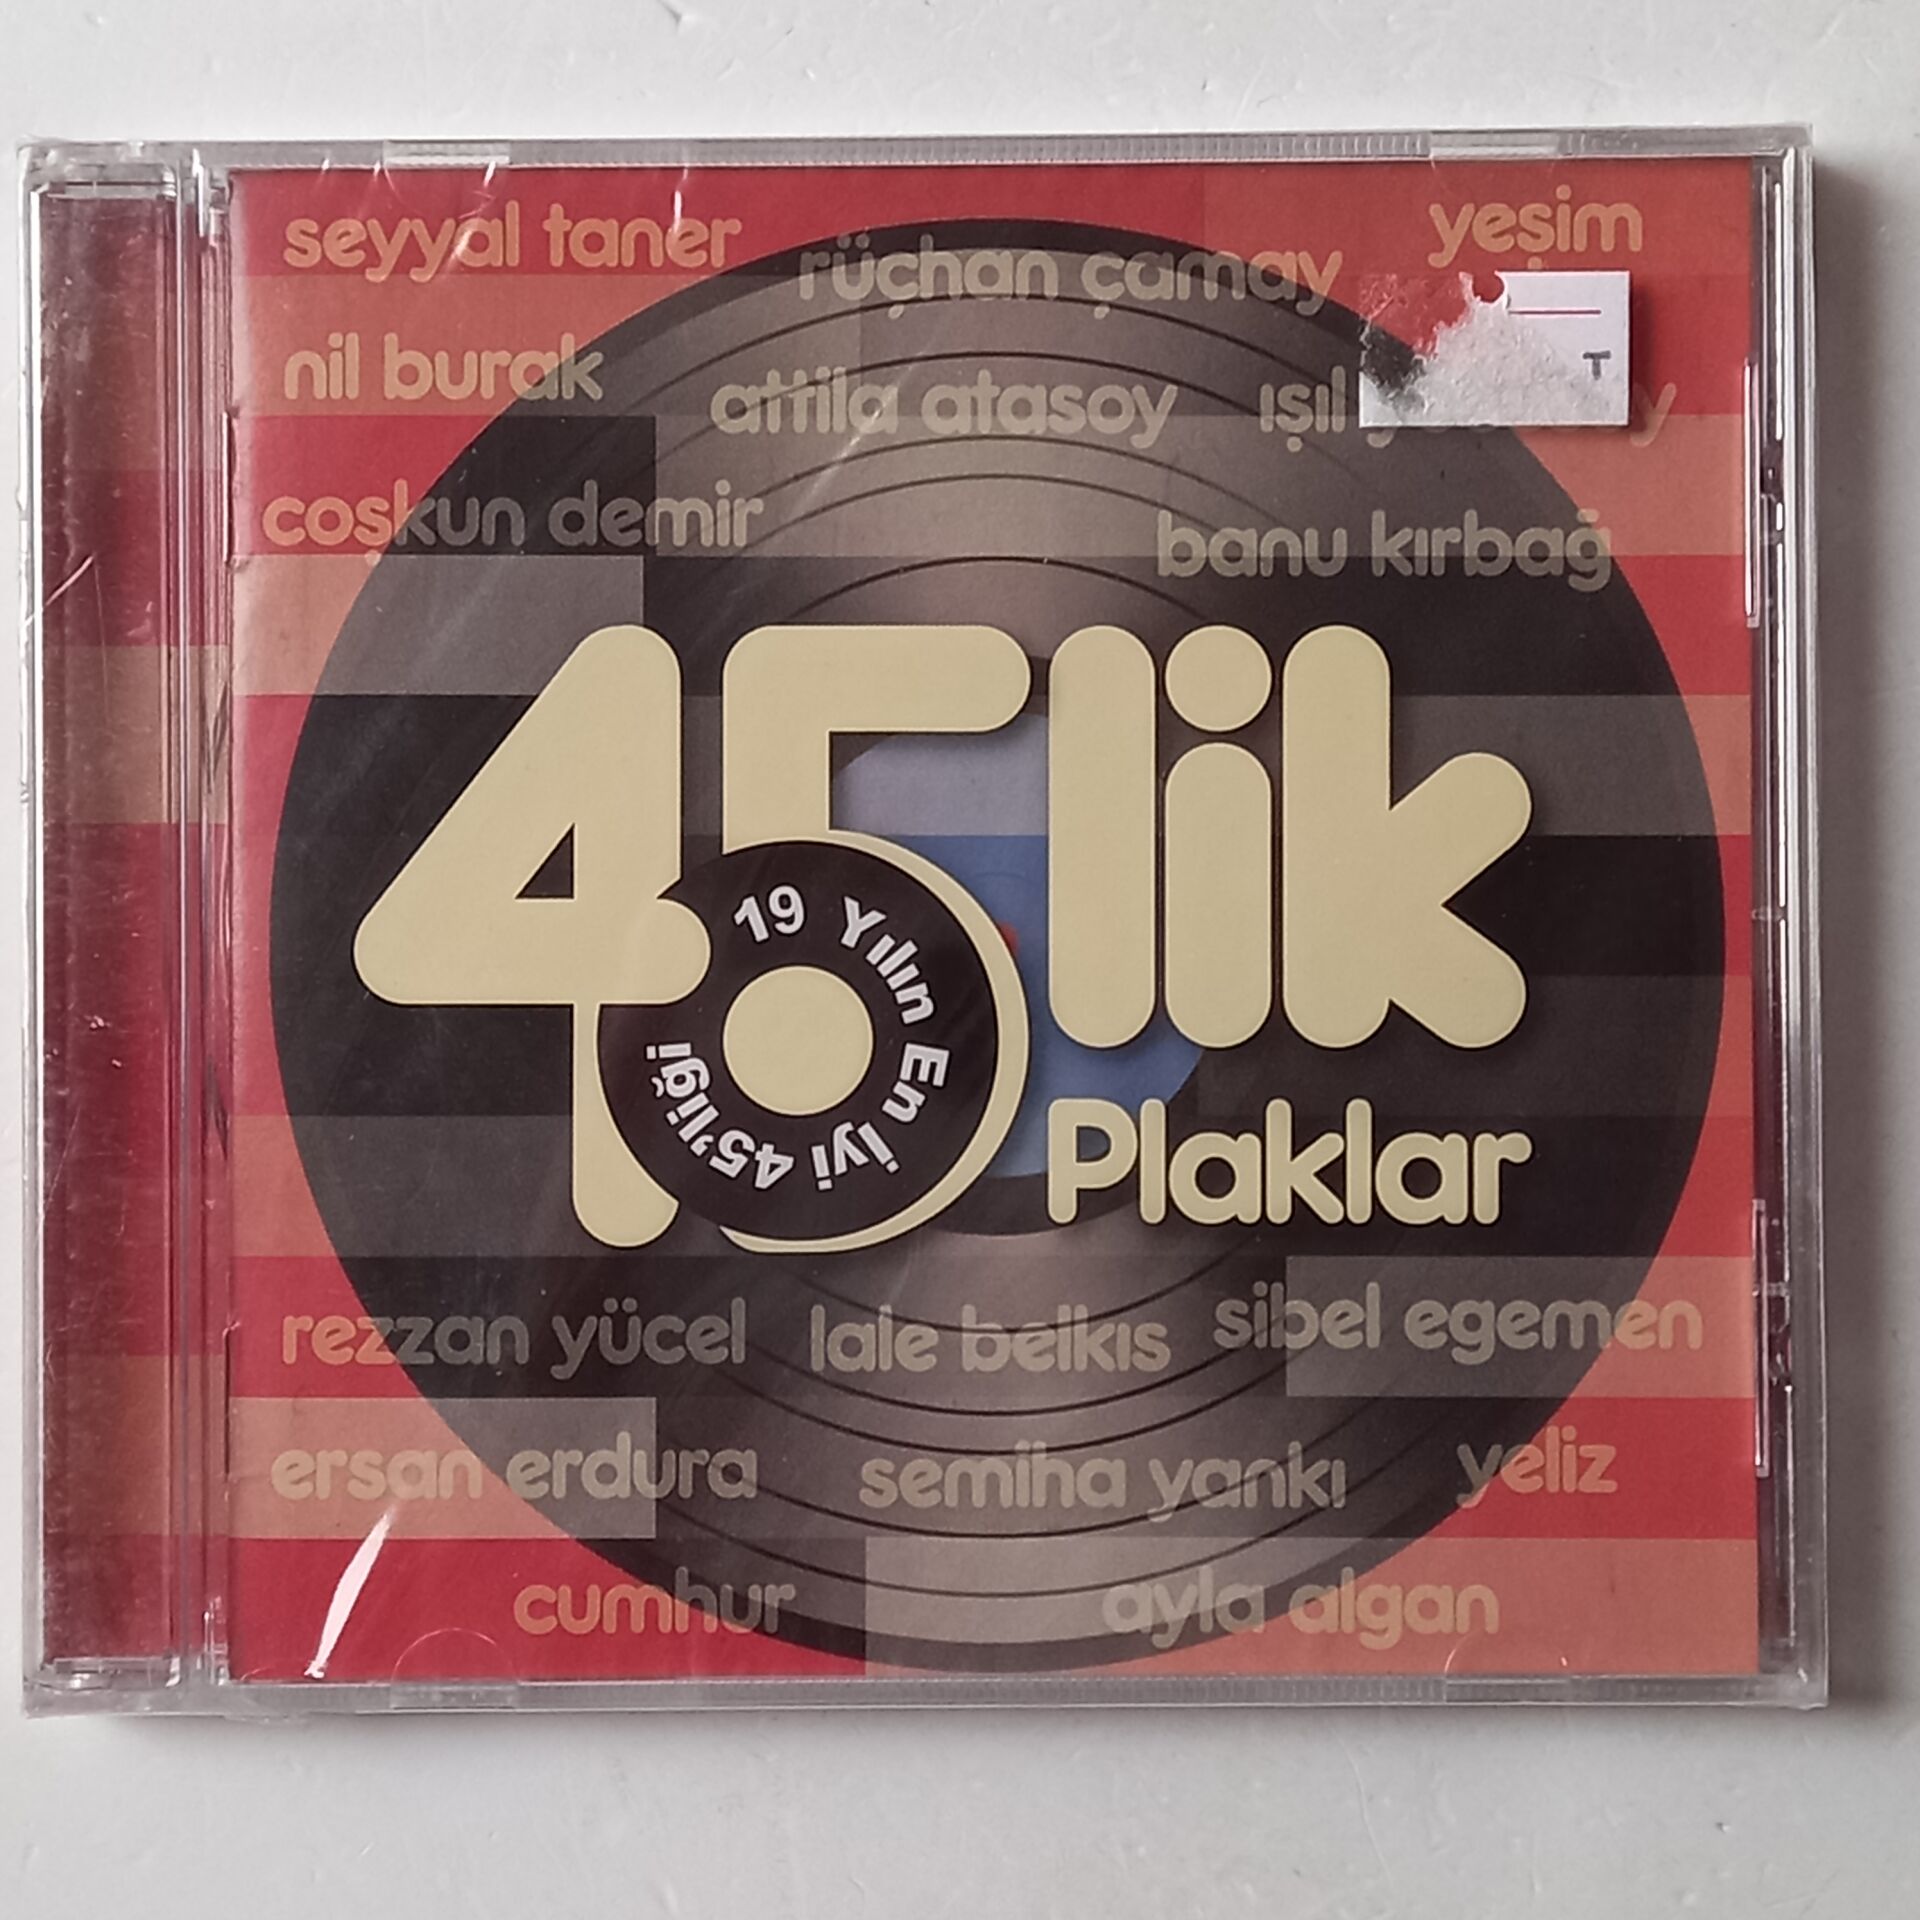 seyyal taner
yeşim
rüçhan çamay
nil burak
T
attila atasoy
ışıl
coşkun demir
banu kırbağ
45lik
19 Yılın En İyi 45'liği!
Plaklar
rezzan yücel
lale belkıs
sibel egemen
ersan erdura
semiha yankı
yeliz
cumhur
ayla algan